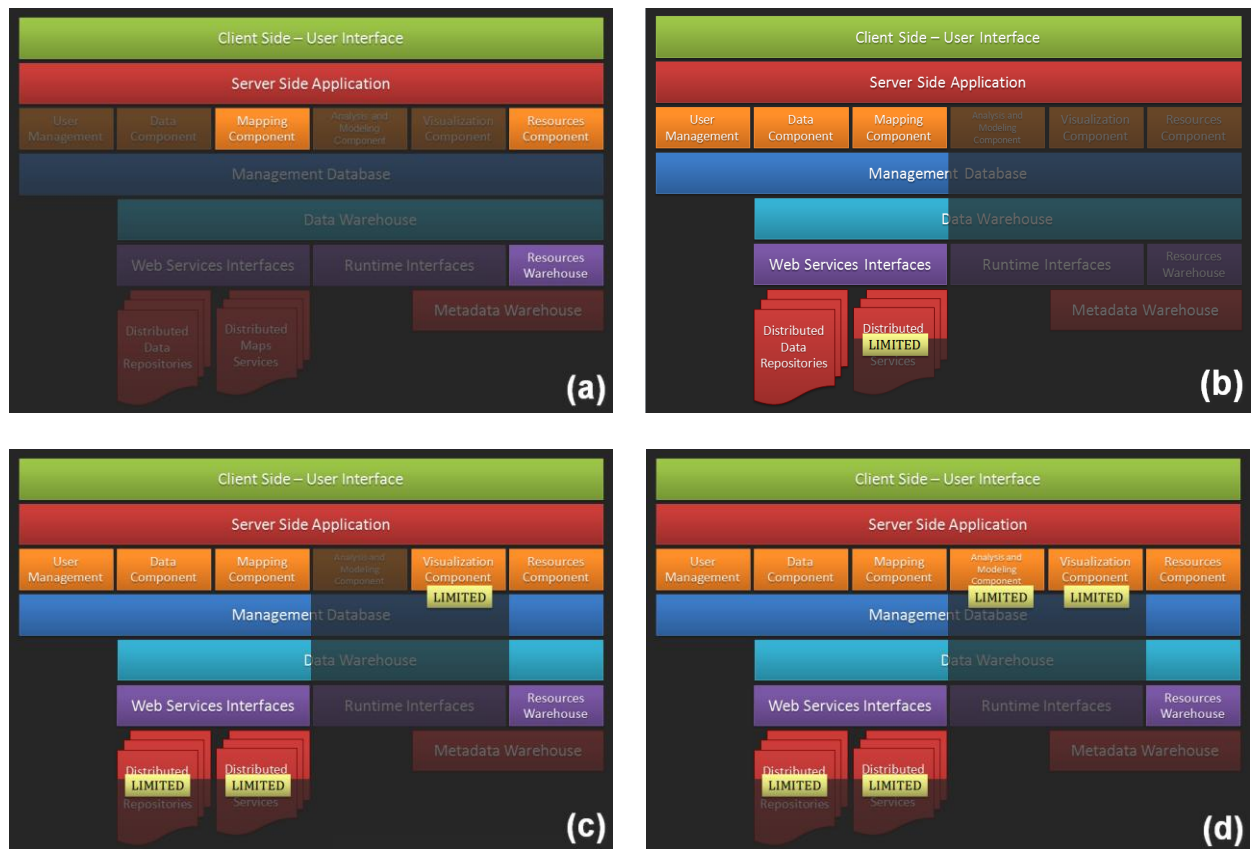 Client Side – User Interface
Server Side Application
User
Management
Data
Component
Mapping
Component
Analysis and
Modeling
Component
Visualization
Component
Resources
Component
Management Database
Data Warehouse
Web Services Interfaces
Runtime Interfaces
Resources
Warehouse
Distributed
Data
Repositories
Distributed
Maps
Services
Metadata Warehouse
(a)
Client Side – User Interface
Server Side Application
User
Management
Data
Component
Mapping
Component
Analysis and
Modeling
Component
Visualization
Component
Resources
Component
Management Database
Data Warehouse
Web Services Interfaces
Runtime Interfaces
Resources
Warehouse
Distributed
Data
Repositories
Distributed
LIMITED
Services
Metadata Warehouse
(b)
Client Side – User Interface
Server Side Application
User
Management
Data
Component
Mapping
Component
Analysis and
Modeling
Component
Visualization
Component
LIMITED
Resources
Component
Management Database
Data Warehouse
Web Services Interfaces
Runtime Interfaces
Resources
Warehouse
Distributed
LIMITED
Repositories
Distributed
LIMITED
Services
Metadata Warehouse
(c)
Client Side – User Interface
Server Side Application
User
Management
Data
Component
Mapping
Component
Analysis and
Modeling
Component
LIMITED
Visualization
Component
LIMITED
Resources
Component
Management Database
Data Warehouse
Web Services Interfaces
Runtime Interfaces
Resources
Warehouse
Distributed
LIMITED
Repositories
Distributed
LIMITED
Services
Metadata Warehouse
(d)